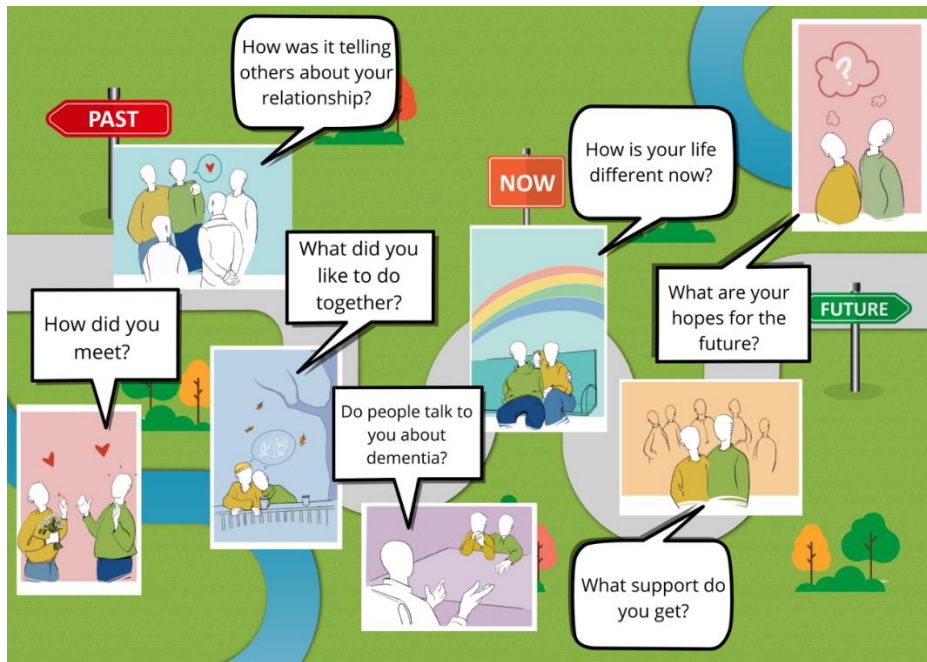 PAST
How was it telling
others about your
relationship?
How did you
meet?
What did you
like to do
together?
Do people talk to
you about
dementia?
NOW
How is your life
different now?
What support do
you get?
What are your
hopes for the
future?
FUTURE
?